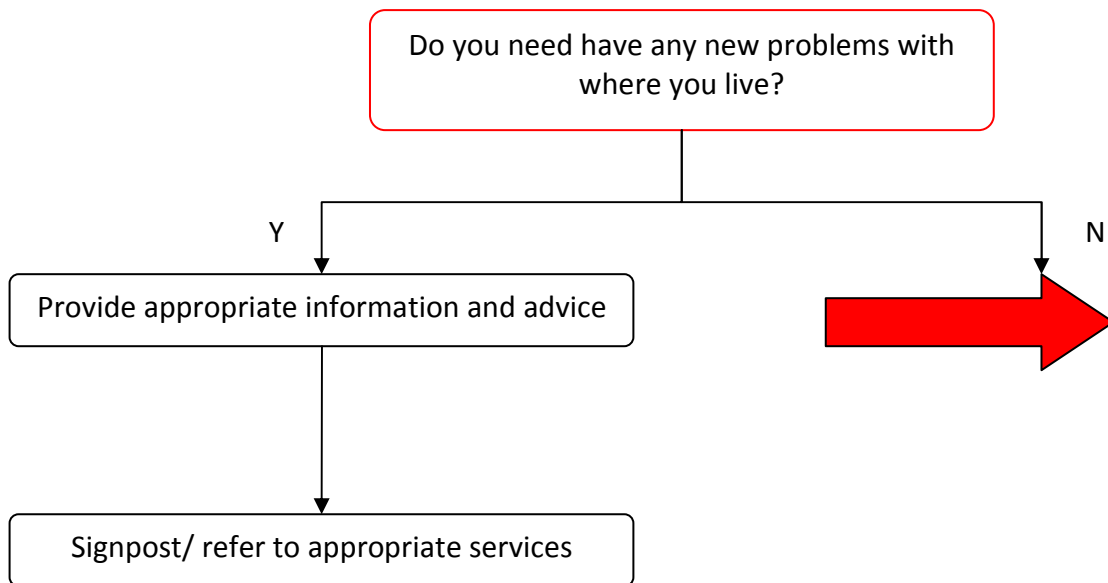 Do you need have any new problems with
where you live?
Y
N
Provide appropriate information and advice
Signpost/ refer to appropriate services